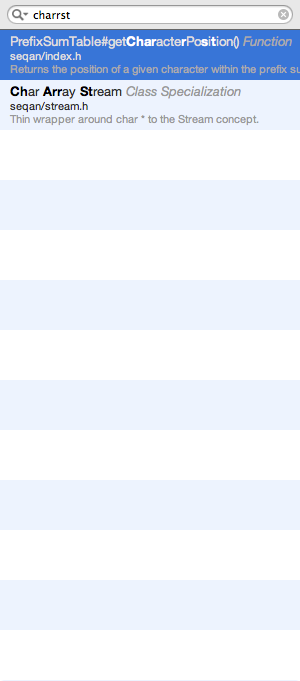 charrst
PrefixSumTable#getCharacterPosition() Function
seqan/index.h
Returns the position of a given character within the prefix su
Char Array Stream Class Specialization
seqan/stream.h
Thin wrapper around char * to the Stream concept.